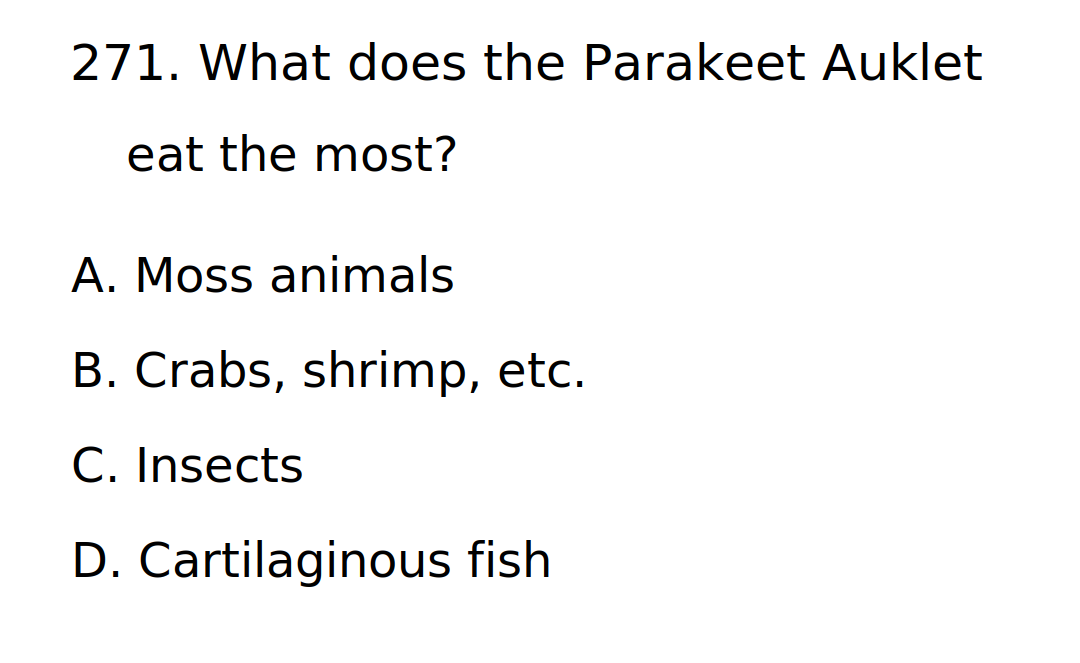 271. What does the Parakeet Auklet
eat the most?
A. Moss animals
B. Crabs, shrimp, etc.
C. Insects
D. Cartilaginous fish